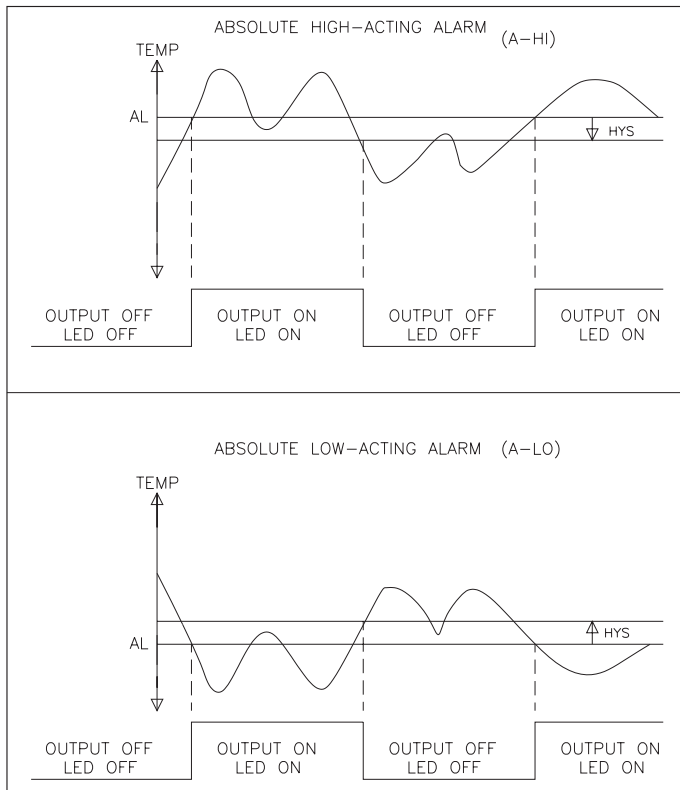 ABSOLUTE HIGH-ACTING ALARM (A-HI)
TEMP
AL
HYS
OUTPUT OFF
LED OFF
OUTPUT ON
LED ON
OUTPUT OFF
LED OFF
OUTPUT ON
LED ON
ABSOLUTE LOW-ACTING ALARM (A-LO)
TEMP
HYS
AL
OUTPUT OFF
LED OFF
OUTPUT ON
LED ON
OUTPUT OFF
LED OFF
OUTPUT ON
LED ON